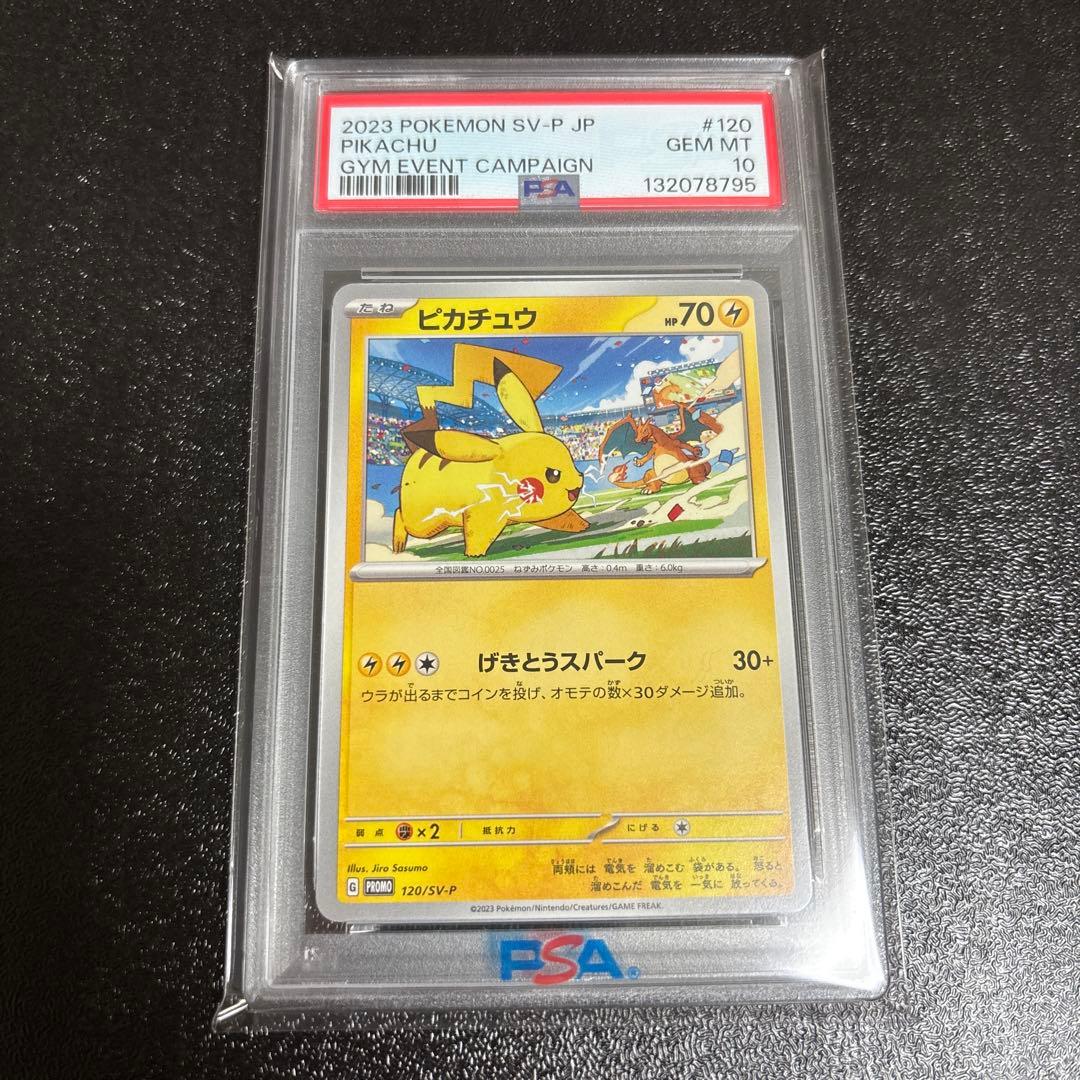 2023 POKEMON SV-P JP #120
PIKACHU GEM MT
GYM EVENT CAMPAIGN 10
PSA 132078795
たね ピカチュウ HP70
全国図鑑NO.0025 ねずみポケモン 高さ:0.4m 重さ:6.0kg
げきとうスパーク 30+
ウラが出るまでコインを投げ、オモテの数×30ダメージ追加。
弱点 ×2 抵抗力 にげる
Illus. Jiro Sasumo
両頬には 電気を 溜めこむ 袋がある。 怒ると
溜めこんだ 電気を 一気に 放ってくる。
G PROMO 120/SV-P
©2023 Pokémon/Nintendo/Creatures/GAME FREAK.
PSA®